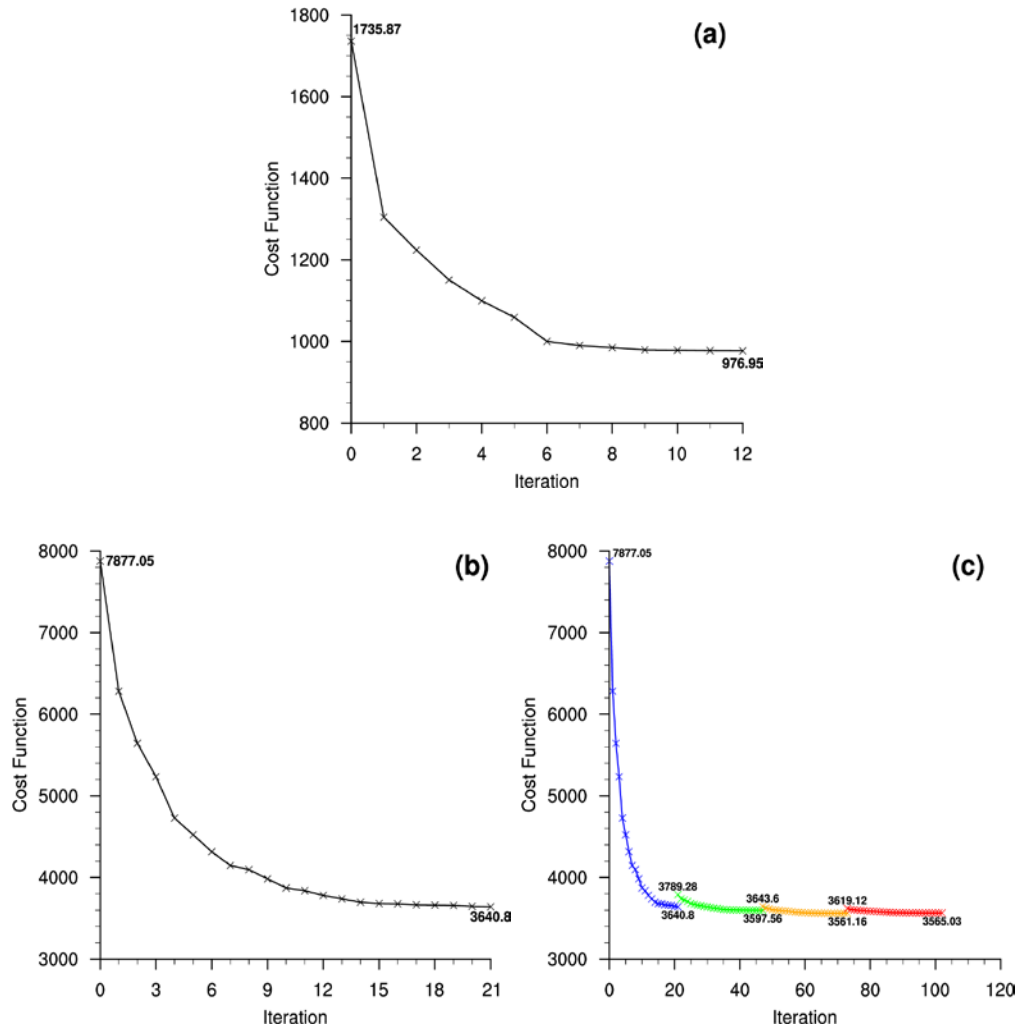 (a)
1800
1735.87
1600
1400
1200
1000
976.95
800
0 2 4 6 8 10 12
Cost Function
Iteration
(b)
8000
7877.05
7000
6000
5000
4000
3640.8
3000
0 3 6 9 12 15 18 21
Cost Function
Iteration
(c)
8000
7877.05
7000
6000
5000
4000
3789.28
3643.6
3619.12
3640.8
3597.56
3561.16
3565.03
3000
0 20 40 60 80 100 120
Cost Function
Iteration